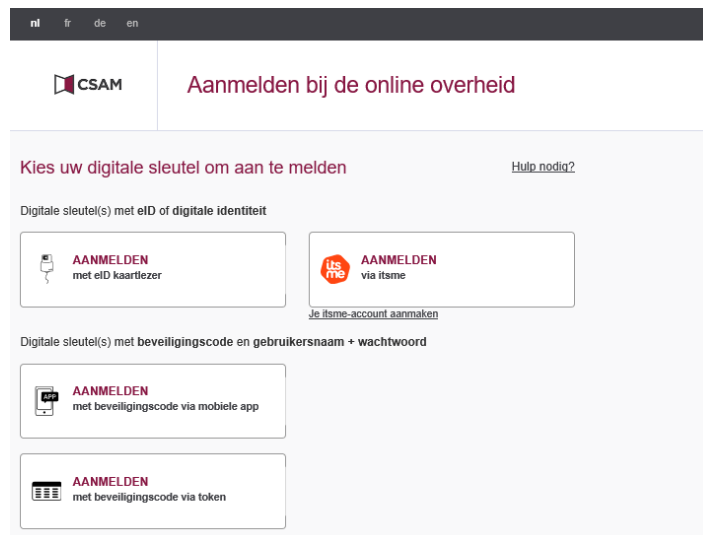 nl fr de en
CSAM
Aanmelden bij de online overheid
Kies uw digitale sleutel om aan te melden
Hulp nodig?
Digitale sleutel(s) met eID of digitale identiteit
AANMELDEN
met eID kaartlezer
its
me
AANMELDEN
via itsme
Je itsme-account aanmaken
Digitale sleutel(s) met beveiligingscode en gebruikersnaam + wachtwoord
APP
AANMELDEN
met beveiligingscode via mobiele app
AANMELDEN
met beveiligingscode via token